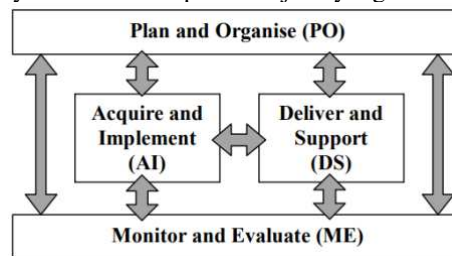 Plan and Organise (PO)
Acquire and
Implement
(AI)
Deliver and
Support
(DS)
Monitor and Evaluate (ME)